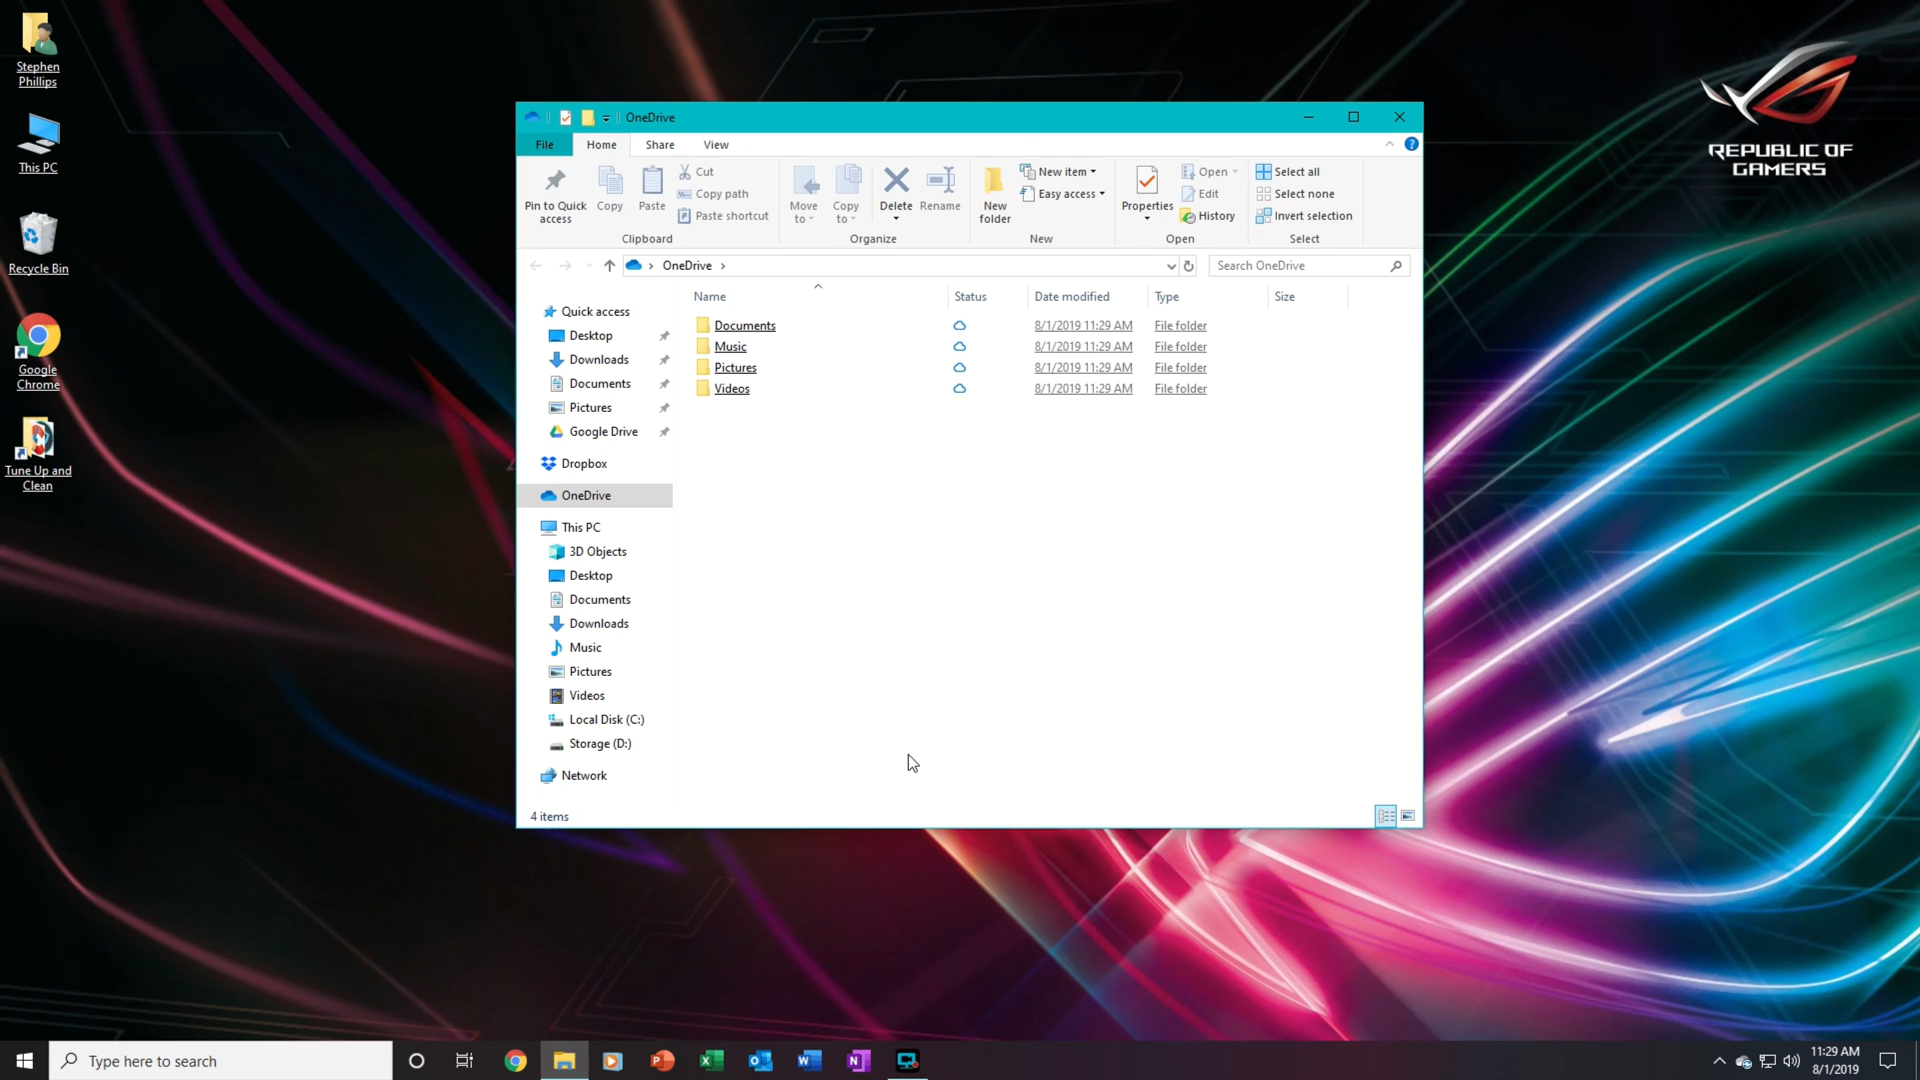 Stephen
Phillips
This PC
Recycle Bin
Google
Chrome
Tune Up and
Clean
REPUBLIC OF
GAMERS
OneDrive
File
Home
Share
View
Pin to Quick
access
Copy
Paste
Cut
Copy path
Paste shortcut
Clipboard
Move
to
Copy
to
Delete
Rename
Organize
New
folder
New item
Easy access
New
Properties
Open
Edit
History
Open
Select all
Select none
Invert selection
Select
OneDrive
Search OneDrive
Name Status Date modified Type Size
Documents 8/1/2019 11:29 AM File folder
Music 8/1/2019 11:29 AM File folder
Pictures 8/1/2019 11:29 AM File folder
Videos 8/1/2019 11:29 AM File folder
Quick access
Desktop
Downloads
Documents
Pictures
Google Drive
Dropbox
OneDrive
This PC
3D Objects
Desktop
Documents
Downloads
Music
Pictures
Videos
Local Disk (C:)
Storage (D:)
Network
4 items
Type here to search
11:29 AM
8/1/2019